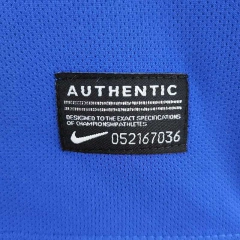 AUTHENTIC
DESIGNED TO THE EXACT SPECIFICATIONS
OF CHAMPIONSHIP ATHLETES
052167036